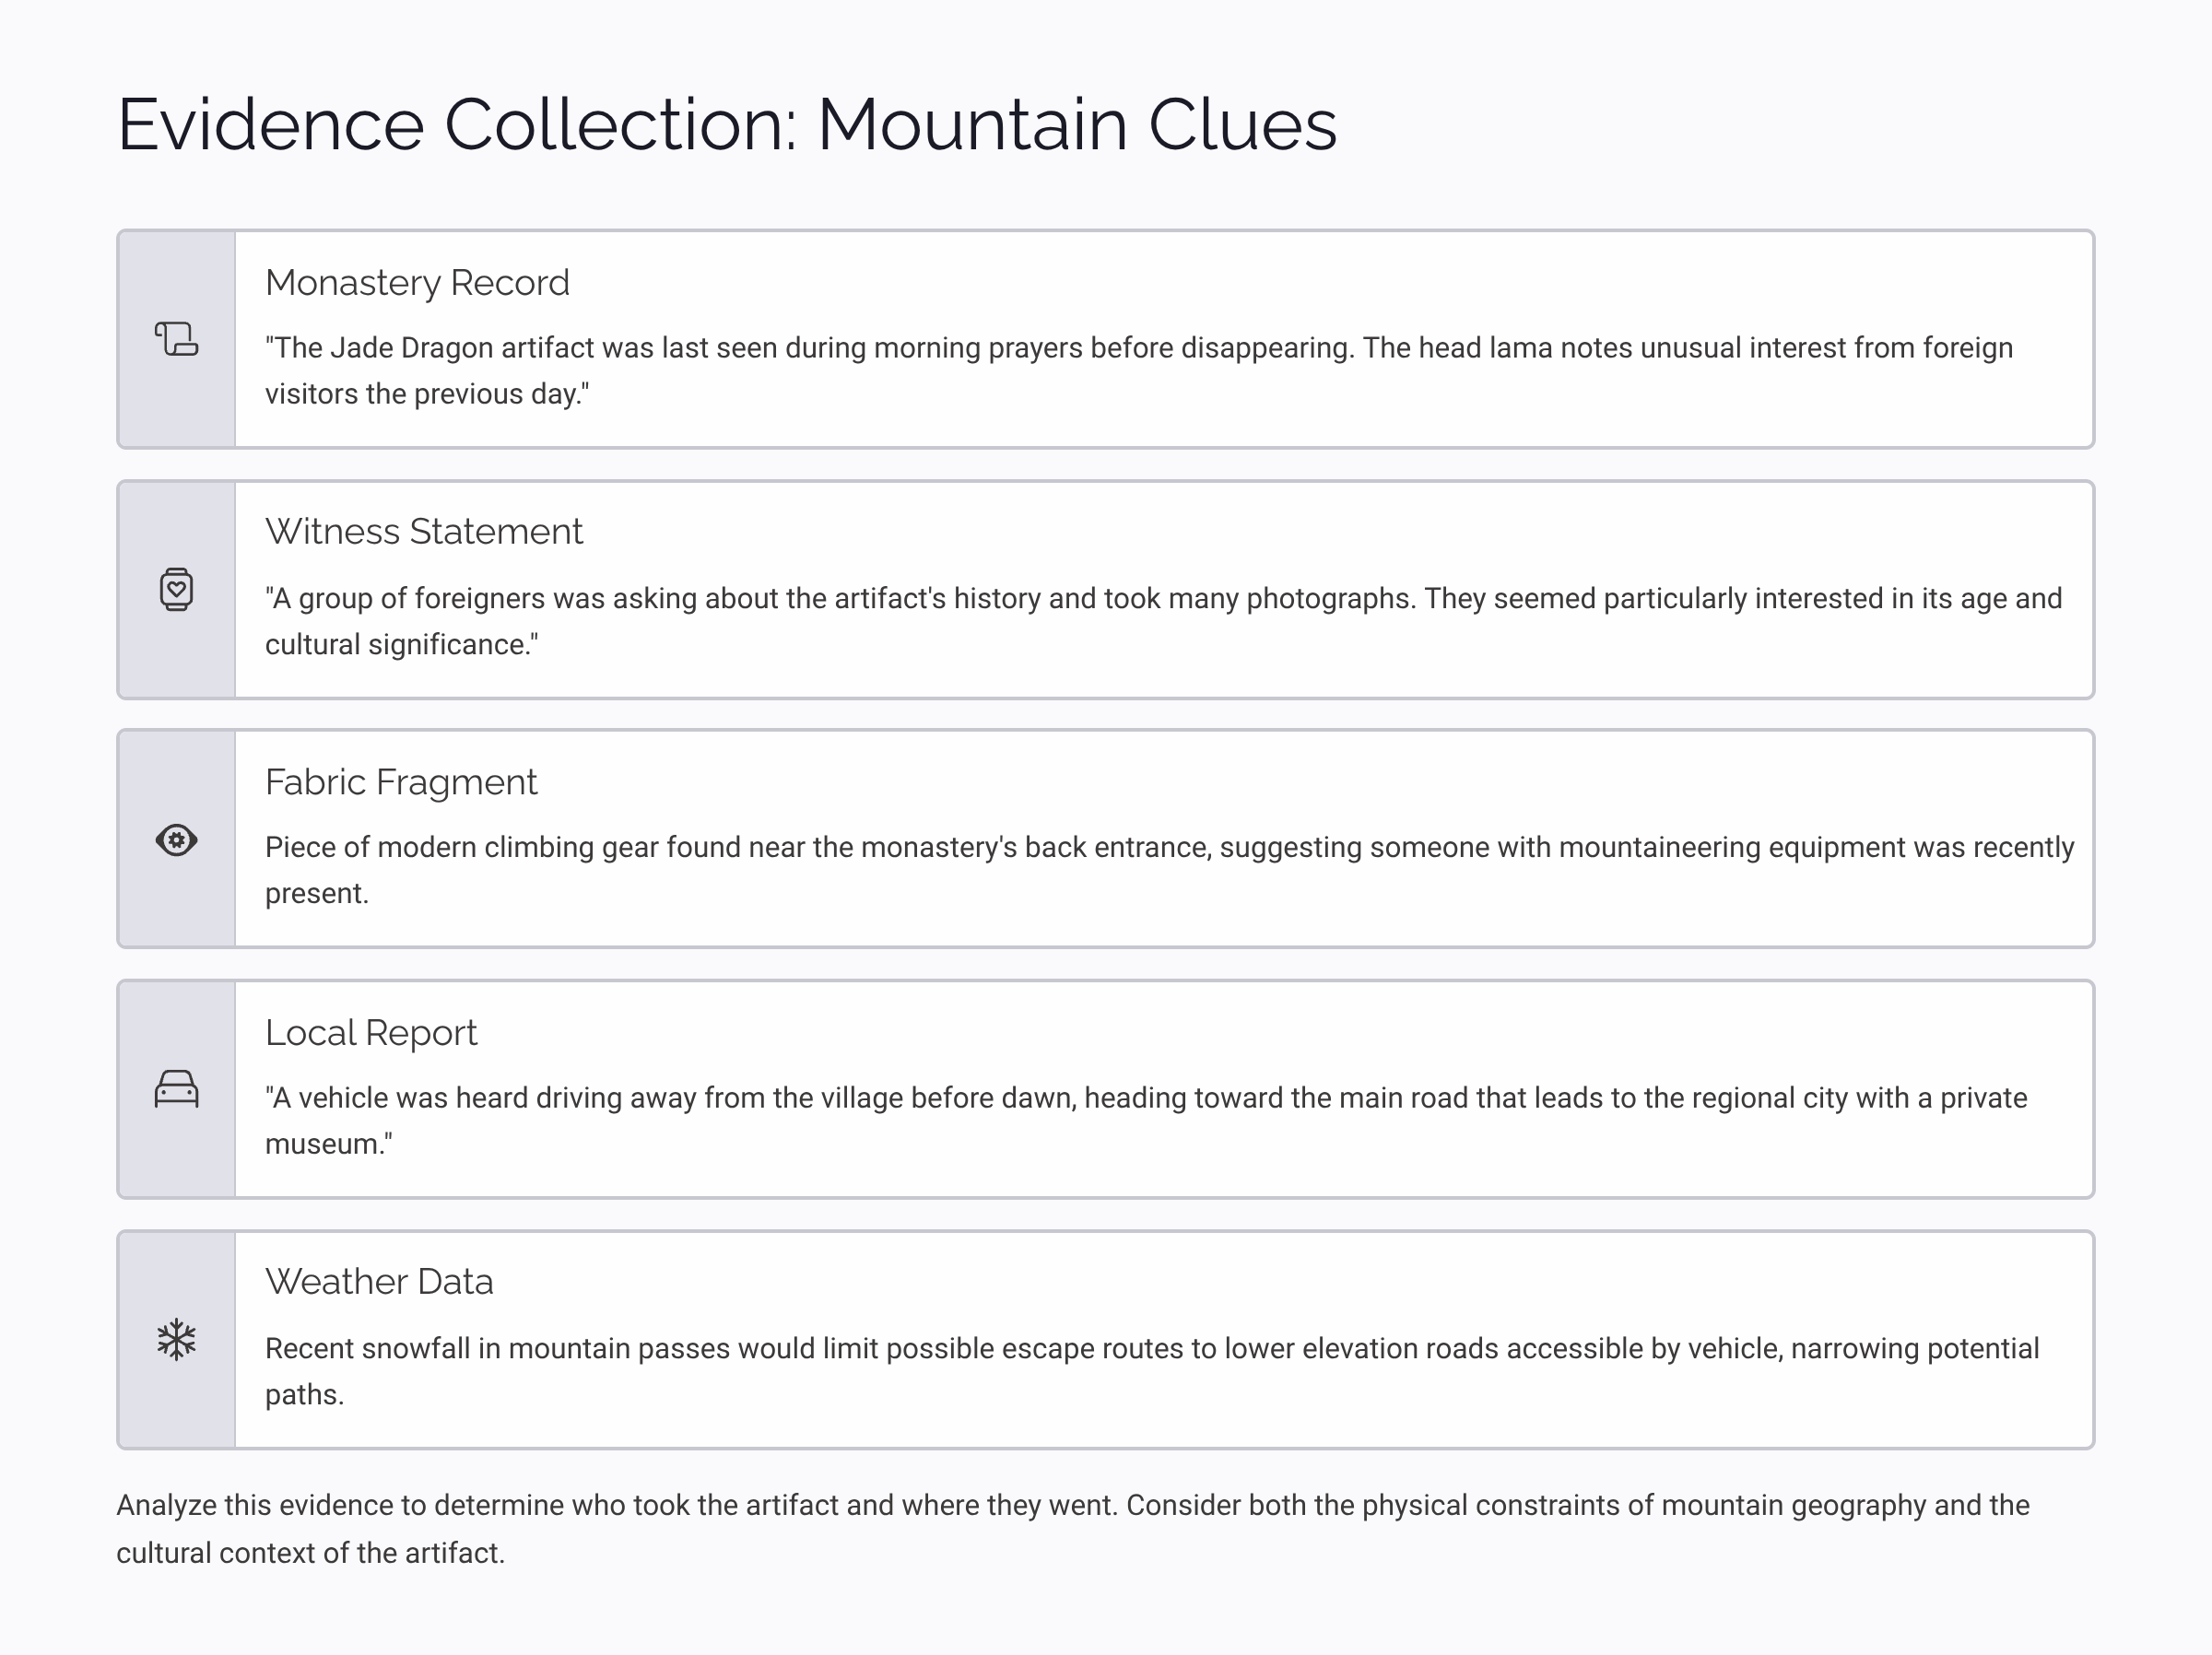 Evidence Collection: Mountain Clues
Monastery Record
"The Jade Dragon artifact was last seen during morning prayers before disappearing. The head lama notes unusual interest from foreign
visitors the previous day."
Witness Statement
"A group of foreigners was asking about the artifact's history and took many photographs. They seemed particularly interested in its age and
cultural significance."
Fabric Fragment
Piece of modern climbing gear found near the monastery's back entrance, suggesting someone with mountaineering equipment was recently
present.
Local Report
"A vehicle was heard driving away from the village before dawn, heading toward the main road that leads to the regional city with a private
museum."
Weather Data
Recent snowfall in mountain passes would limit possible escape routes to lower elevation roads accessible by vehicle, narrowing potential
paths.
Analyze this evidence to determine who took the artifact and where they went. Consider both the physical constraints of mountain geography and the
cultural context of the artifact.